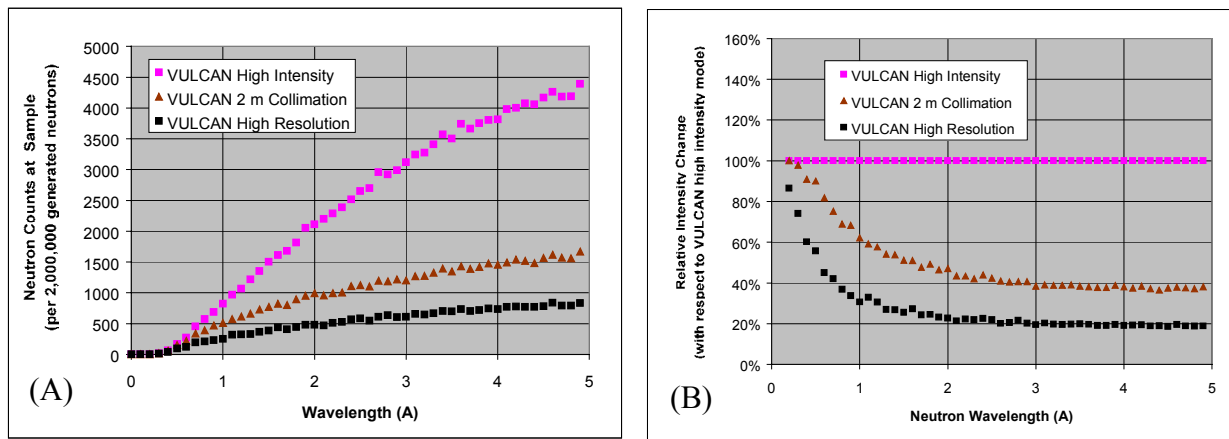 5000
4500
4000
3500
3000
2500
2000
1500
1000
500
0
Neutron Counts at Sample
(per 2,000,000 generated neutrons)
VULCAN High Intensity
VULCAN 2 m Collimation
VULCAN High Resolution
0 1 2 3 4 5
Wavelength (A)
(A)
160%
140%
120%
100%
80%
60%
40%
20%
0%
Relative Intensity Change
(with respect to VULCAN high intensity mode)
VULCAN High Intensity
VULCAN 2 m Collimation
VULCAN High Resolution
0 1 2 3 4 5
Neutron Wavelength (A)
(B)